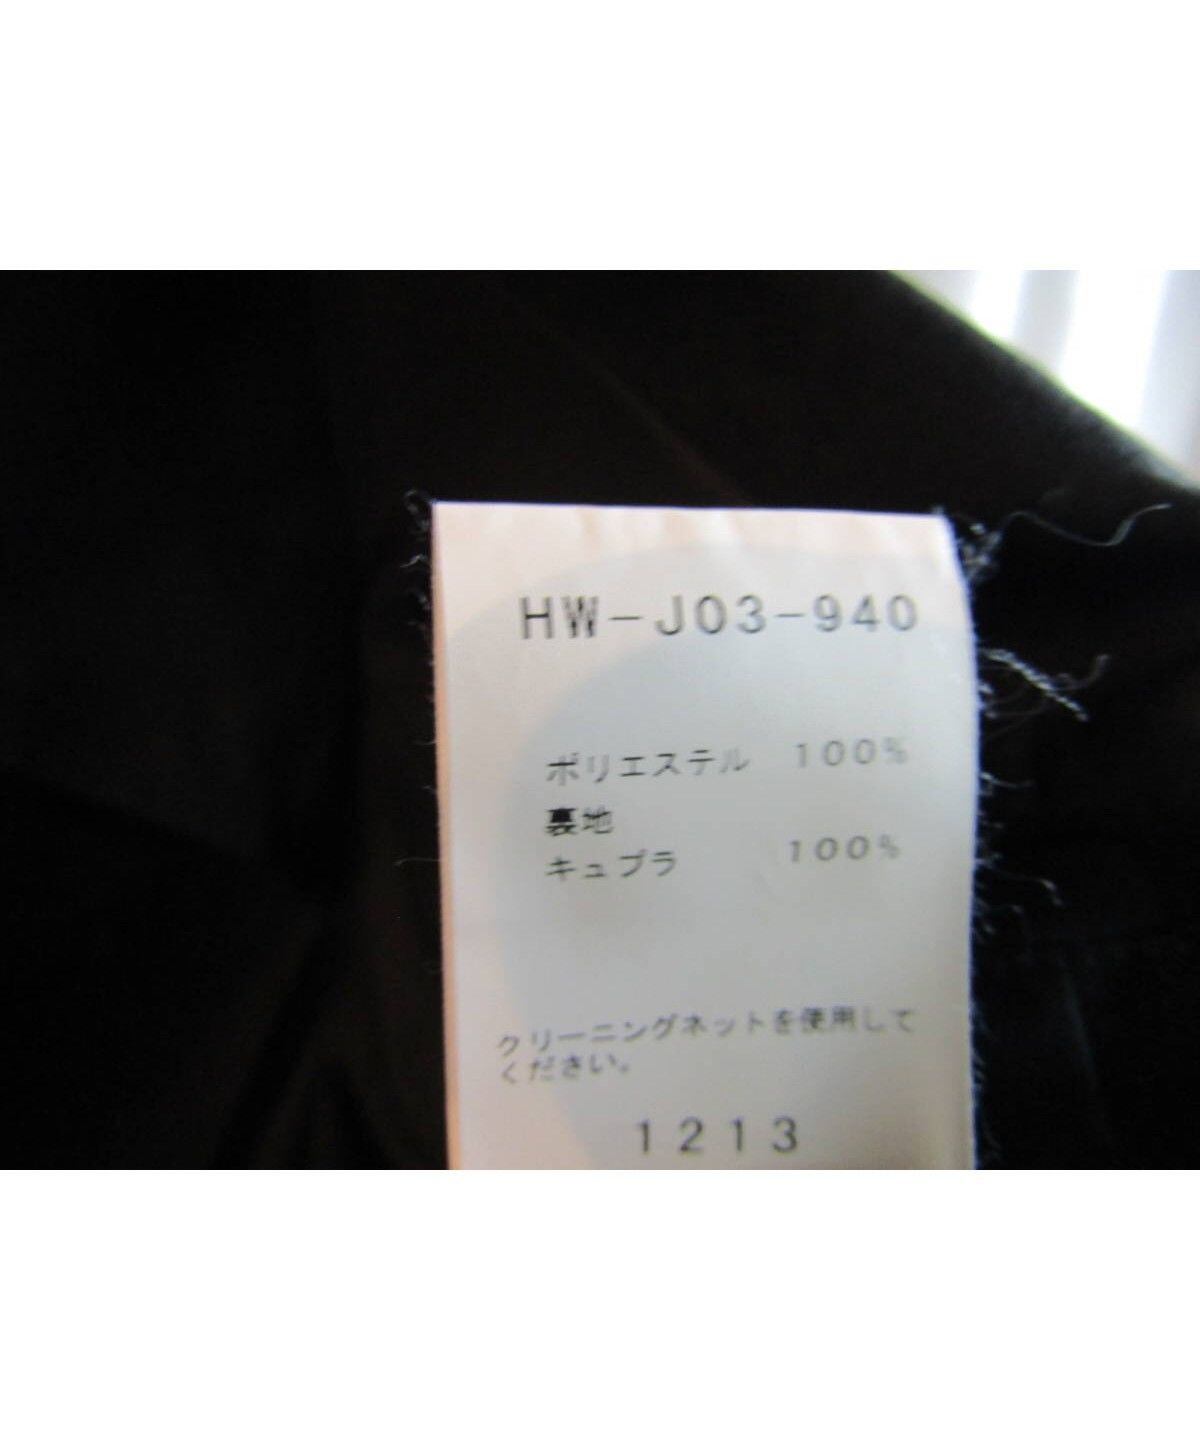 HW-J03-940
ポリエステル 100%
裏地
キュプラ 100%
クリーニングネットを使用して
ください。
1213